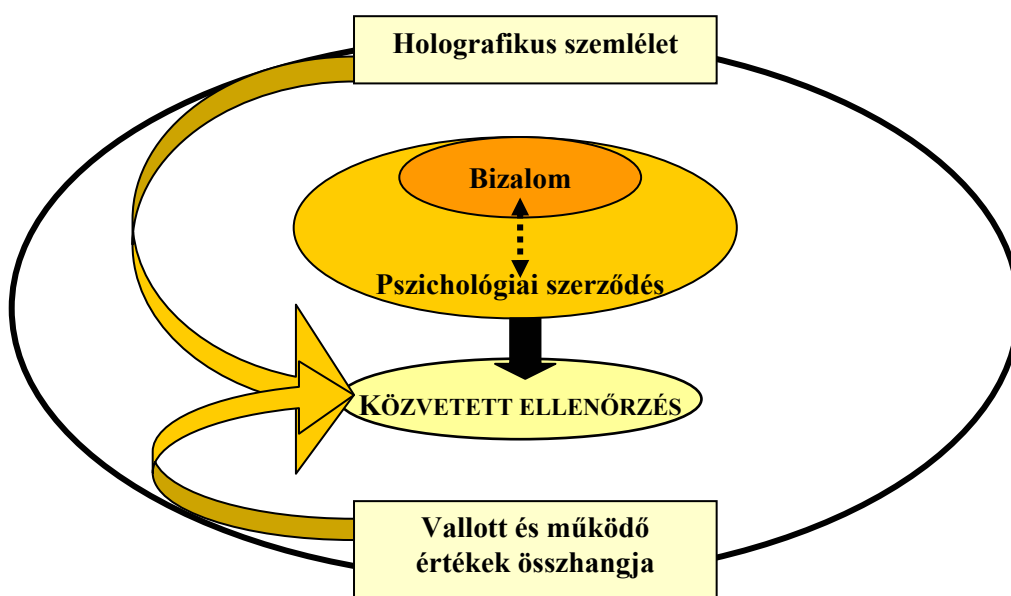 Holografikus szemlélet
Bizalom
Pszichológiai szerződés
KÖZVETETT ELLENŐRZÉS
Vallott és működő
értékek összhangja